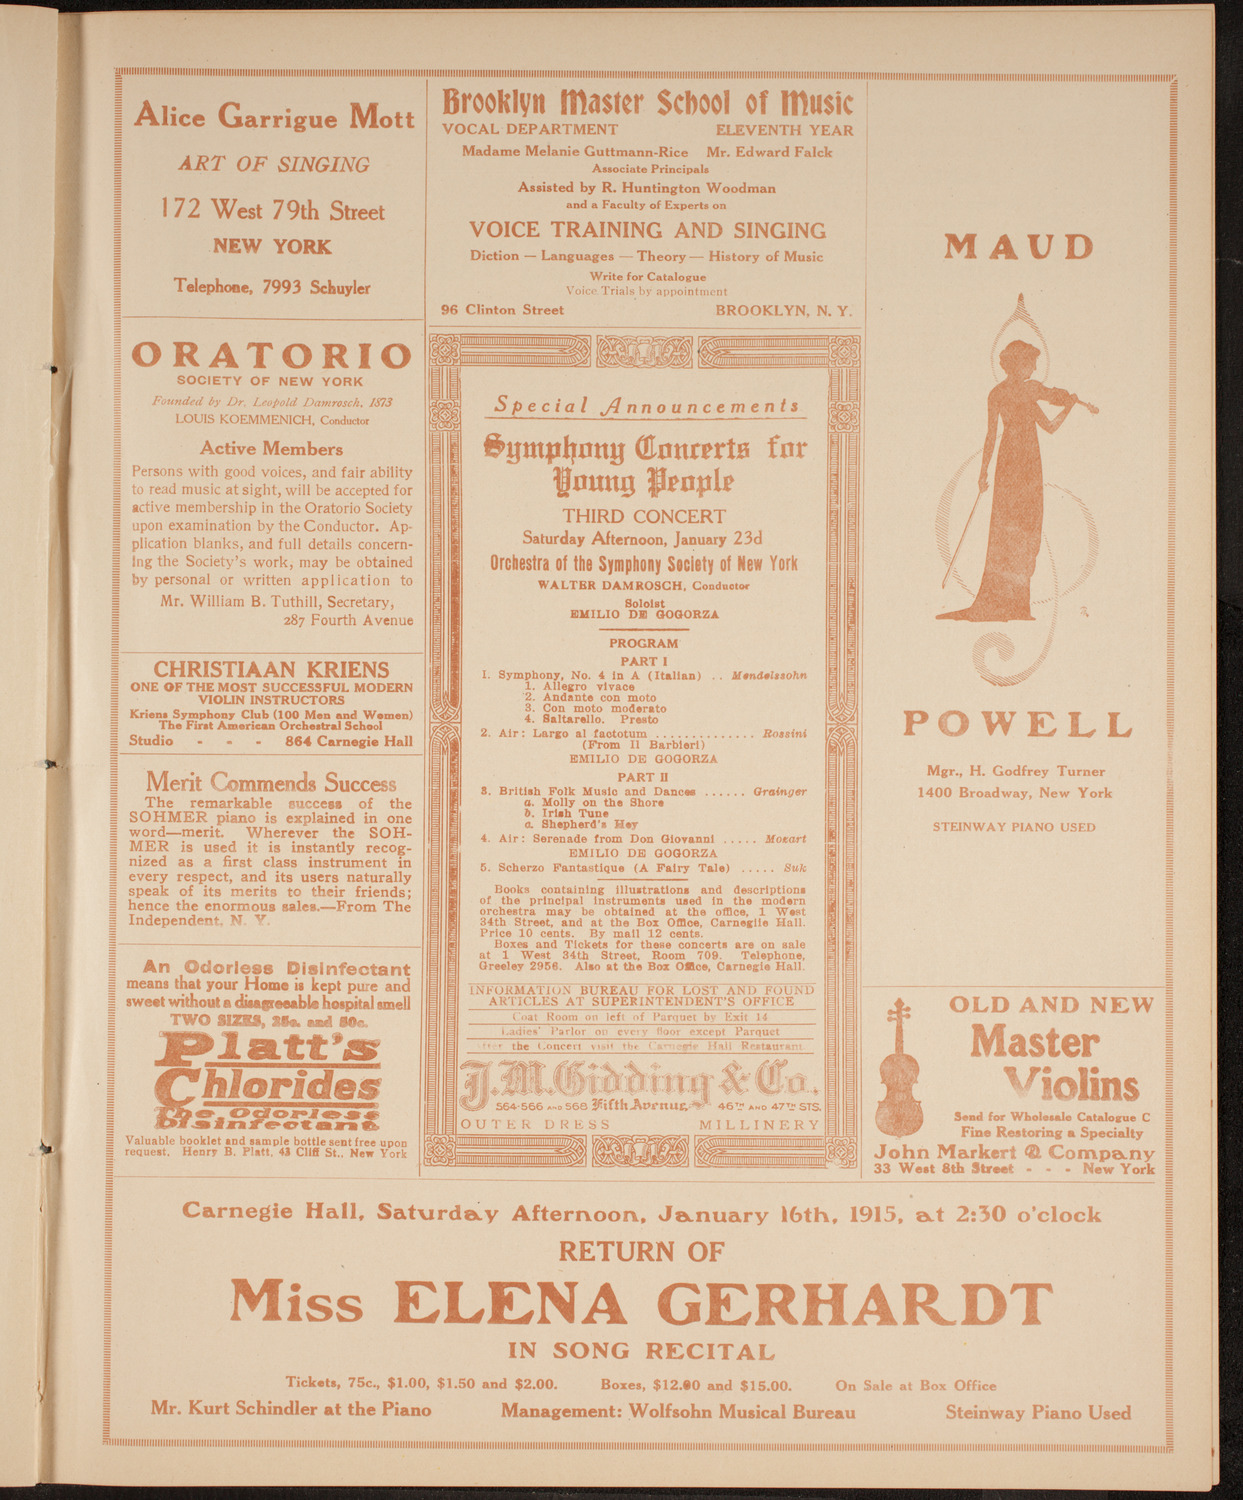 Alice Garrigue Mott
ART OF SINGING
172 West 79th Street
NEW YORK
Telephone, 7993 Schuyler
ORATORIO
SOCIETY OF NEW YORK
Founded by Dr. Leopold Damrosch, 1873
LOUIS KOEMMENICH, Conductor
Active Members
Persons with good voices, and fair ability
to read music at sight, will be accepted for
active membership in the Oratorio Society
upon examination by the Conductor. Ap-
plication blanks, and full details concern-
ing the Society's work, may be obtained
by personal or written application to
Mr. William B. Tuthill, Secretary,
287 Fourth Avenue
CHRISTIAAN KRIENS
ONE OF THE MOST SUCCESSFUL MODERN
VIOLIN INSTRUCTORS
Kriens Symphony Club (100 Men and Women)
The First American Orchestral School
Studio - - - 864 Carnegie Hall
Merit Commends Success
The remarkable success of the
SOHMER piano is explained in one
word—merit. Wherever the SOH-
MER is used it is instantly recog-
nized as a first class instrument in
every respect, and its users naturally
speak of its merits to their friends;
hence the enormous sales.—From The
Independent, N. Y.
An Odorless Disinfectant
means that your Home is kept pure and
sweet without a disagreeable hospital smell
TWO SIZES, 25c. and 50c.
Platt's
Chlorides
The Odorless
Disinfectant
Valuable booklet and sample bottle sent free upon
request. Henry B. Platt, 43 Cliff St., New York
Brooklyn Master School of Music
VOCAL DEPARTMENT ELEVENTH YEAR
Madame Melanie Guttmann-Rice Mr. Edward Falck
Associate Principals
Assisted by R. Huntington Woodman
and a Faculty of Experts on
VOICE TRAINING AND SINGING
Diction — Languages — Theory — History of Music
Write for Catalogue
Voice Trials by appointment
96 Clinton Street BROOKLYN, N. Y.
Special Announcements
Symphony Concerts for
Young People
THIRD CONCERT
Saturday Afternoon, January 23d
Orchestra of the Symphony Society of New York
WALTER DAMROSCH, Conductor
Soloist
EMILIO DE GOGORZA
PROGRAM
PART I
1. Symphony, No. 4 in A (Italian) .. Mendelssohn
1. Allegro vivace
2. Andante con moto
3. Con moto moderato
4. Saltarello. Presto
2. Air: Largo al factotum ............. Rossini
(From Il Barbieri)
EMILIO DE GOGORZA
PART II
3. British Folk Music and Dances ...... Grainger
a. Molly on the Shore
b. Irish Tune
c. Shepherd's Hey
4. Air: Serenade from Don Giovanni ..... Mozart
EMILIO DE GOGORZA
5. Scherzo Fantastique (A Fairy Tale) ..... Suk
Books containing illustrations and descriptions
of the principal instruments used in the modern
orchestra may be obtained at the office, 1 West
34th Street, and at the Box Office, Carnegile Hall.
Price 10 cents. By mail 12 cents.
Boxes and Tickets for these concerts are on sale
at 1 West 34th Street, Room 709. Telephone,
Greeley 2956. Also at the Box Office, Carnegie Hall.
INFORMATION BUREAU FOR LOST AND FOUND
ARTICLES AT SUPERINTENDENT'S OFFICE
Coat Room on left of Parquet by Exit 14
Ladies' Parlor on every floor except Parquet
After the Concert visit the Carnegie Hall Restaurant
J.M. Gidding & Co.
564-566 AND 568 Fifth Avenue 46TH AND 47TH STS.
OUTER DRESS MILLINERY
MAUD
POWELL
Mgr., H. Godfrey Turner
1400 Broadway, New York
STEINWAY PIANO USED
OLD AND NEW
Master
Violins
Send for Wholesale Catalogue C
Fine Restoring a Specialty
John Markert & Company
33 West 8th Street - - - New York
Carnegie Hall, Saturday Afternoon, January 16th, 1915, at 2:30 o'clock
RETURN OF
Miss ELENA GERHARDT
IN SONG RECITAL
Tickets, 75c., $1.00, $1.50 and $2.00. Boxes, $12.00 and $15.00. On Sale at Box Office
Mr. Kurt Schindler at the Piano Management: Wolfsohn Musical Bureau Steinway Piano Used